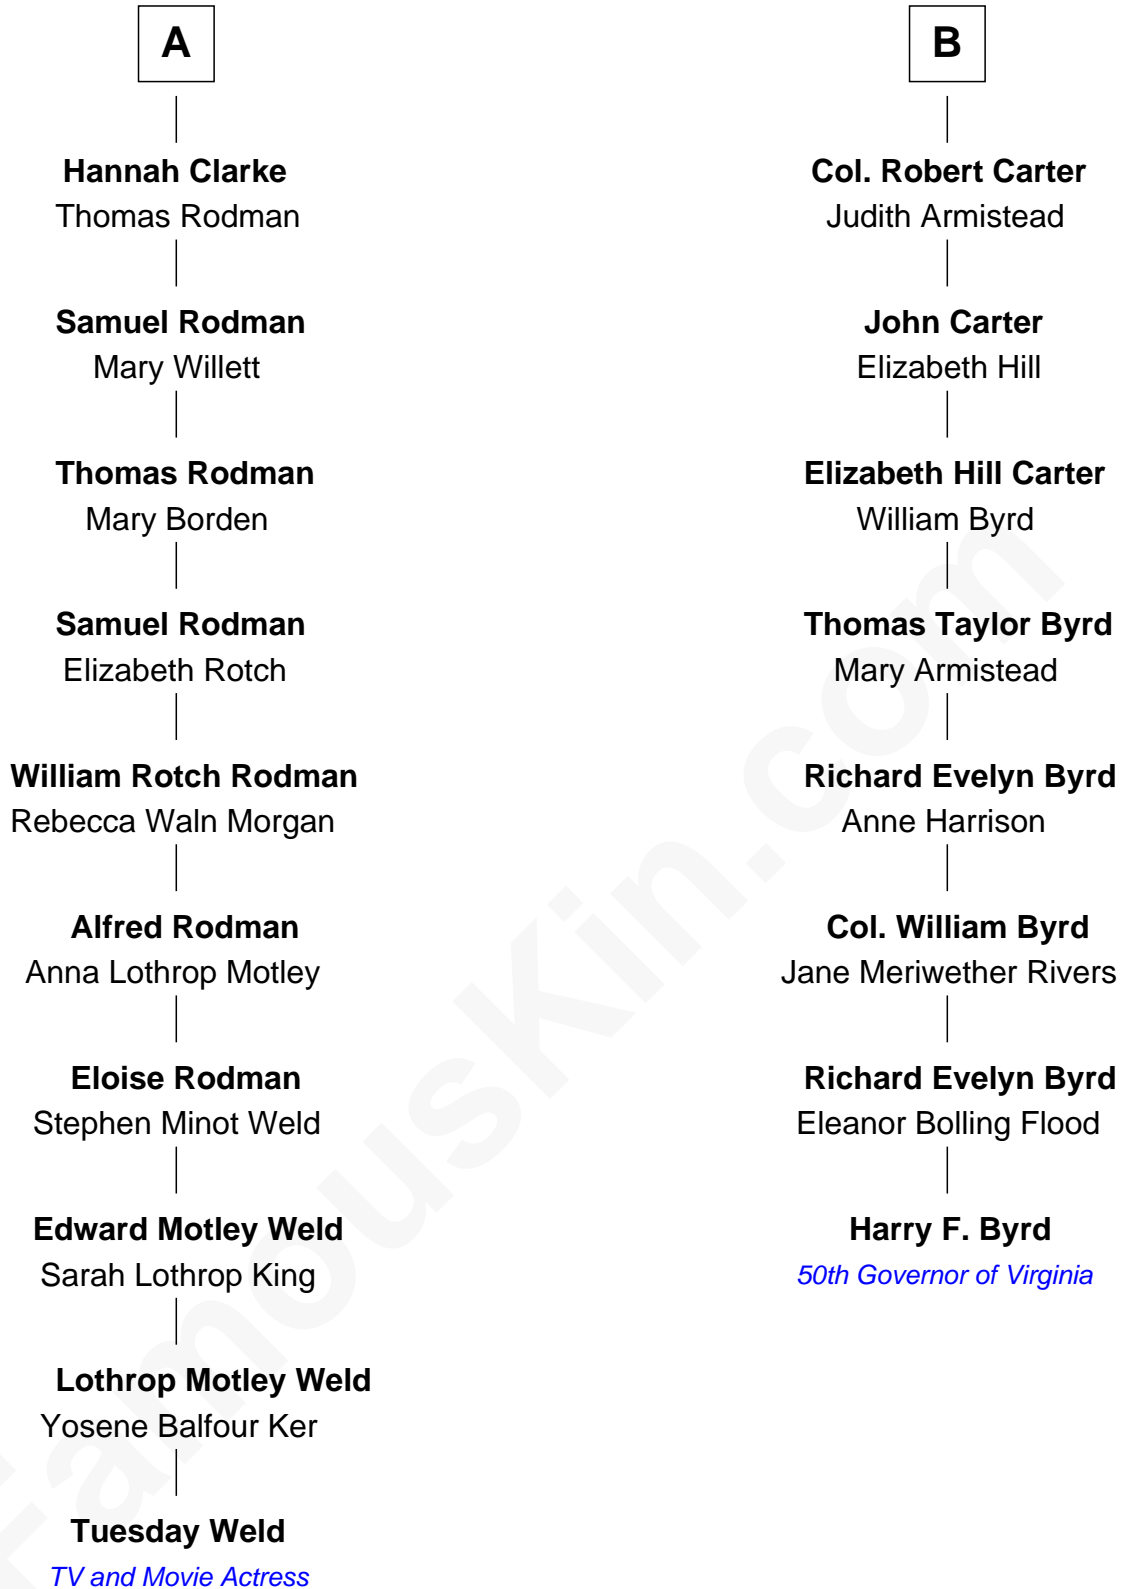 A
Hannah Clarke
Thomas Rodman
Samuel Rodman
Mary Willett
Thomas Rodman
Mary Borden
Samuel Rodman
Elizabeth Rotch
William Rotch Rodman
Rebecca Waln Morgan
Alfred Rodman
Anna Lothrop Motley
Eloise Rodman
Stephen Minot Weld
Edward Motley Weld
Sarah Lothrop King
Lothrop Motley Weld
Yosene Balfour Ker
Tuesday Weld
TV and Movie Actress
B
Col. Robert Carter
Judith Armistead
John Carter
Elizabeth Hill
Elizabeth Hill Carter
William Byrd
Thomas Taylor Byrd
Mary Armistead
Richard Evelyn Byrd
Anne Harrison
Col. William Byrd
Jane Meriwether Rivers
Richard Evelyn Byrd
Eleanor Bolling Flood
Harry F. Byrd
50th Governor of Virginia
FamousKin.com